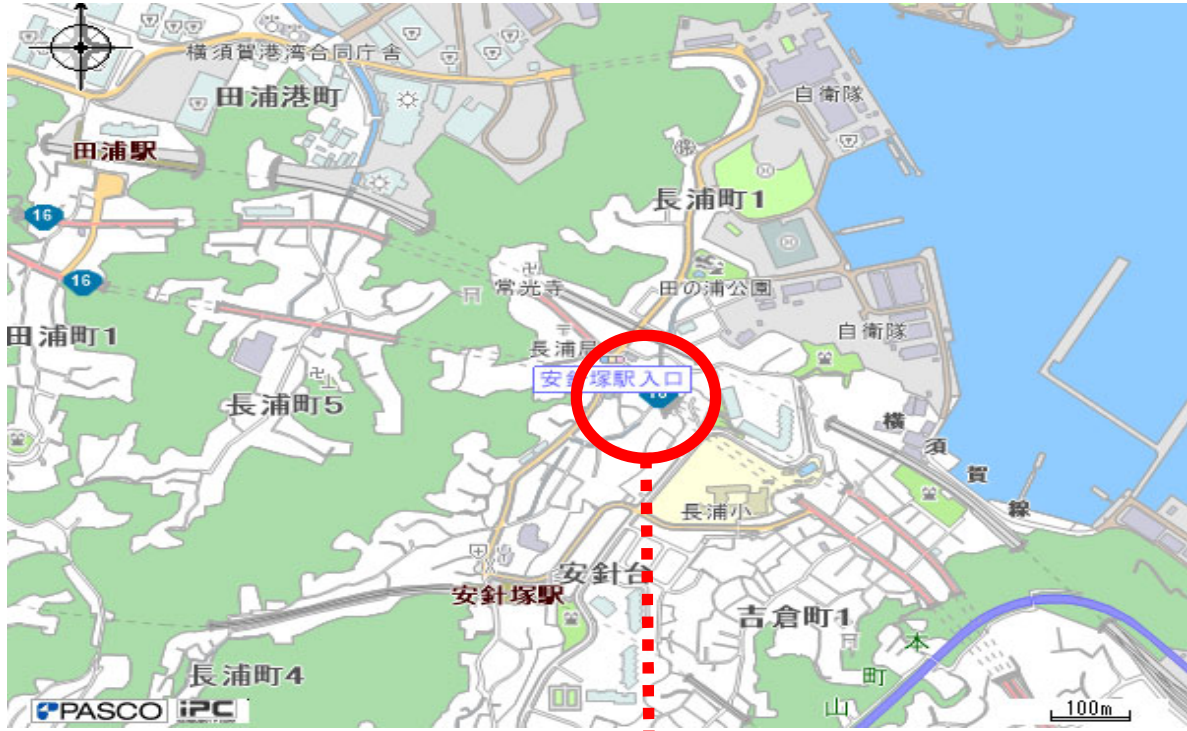 横須賀港湾合同庁舎
田浦港町
自衛隊
田浦駅
長浦町1
16
16
常光寺
田の浦公園
田浦町1
自衛隊
長浦局
安針塚駅入口
16
長浦町5
横須賀線
長浦小
安針台
安針塚駅
吉倉町1
本町山
長浦町4
PASCO iPC
100m